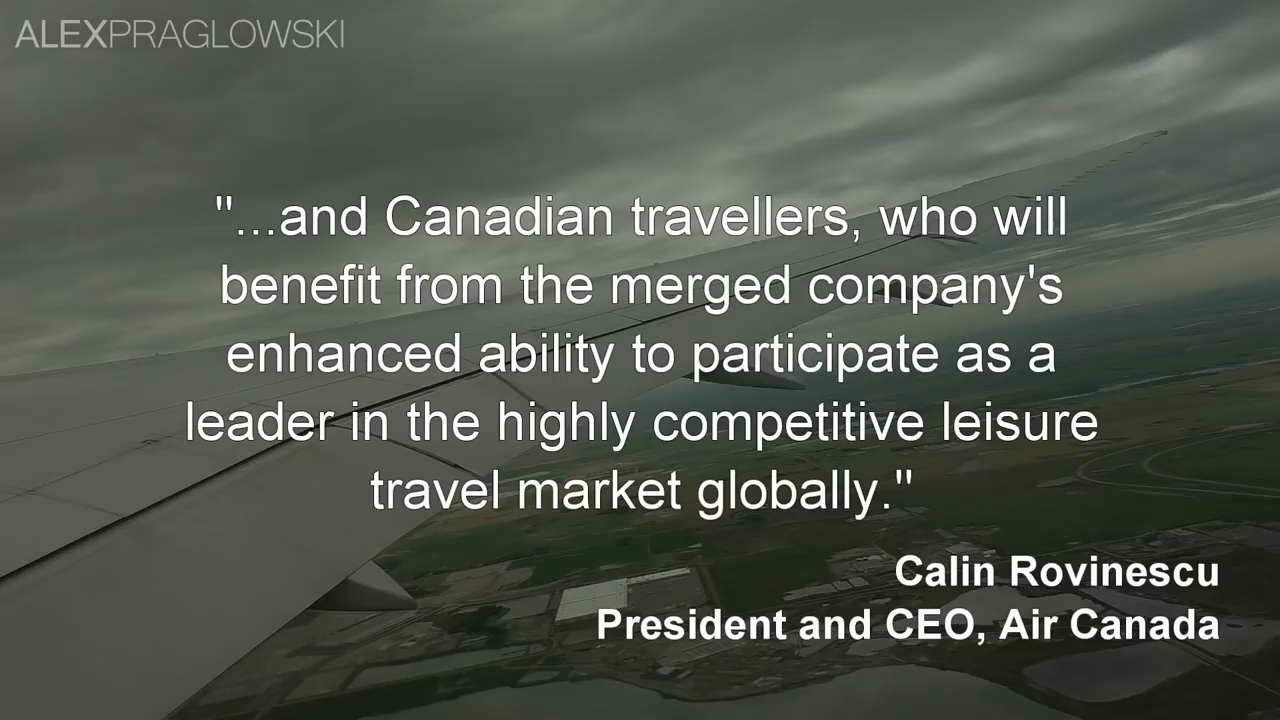 ALEXPRAGLOWSKI
"...and Canadian travellers, who will
benefit from the merged company's
enhanced ability to participate as a
leader in the highly competitive leisure
travel market globally."
Calin Rovinescu
President and CEO, Air Canada